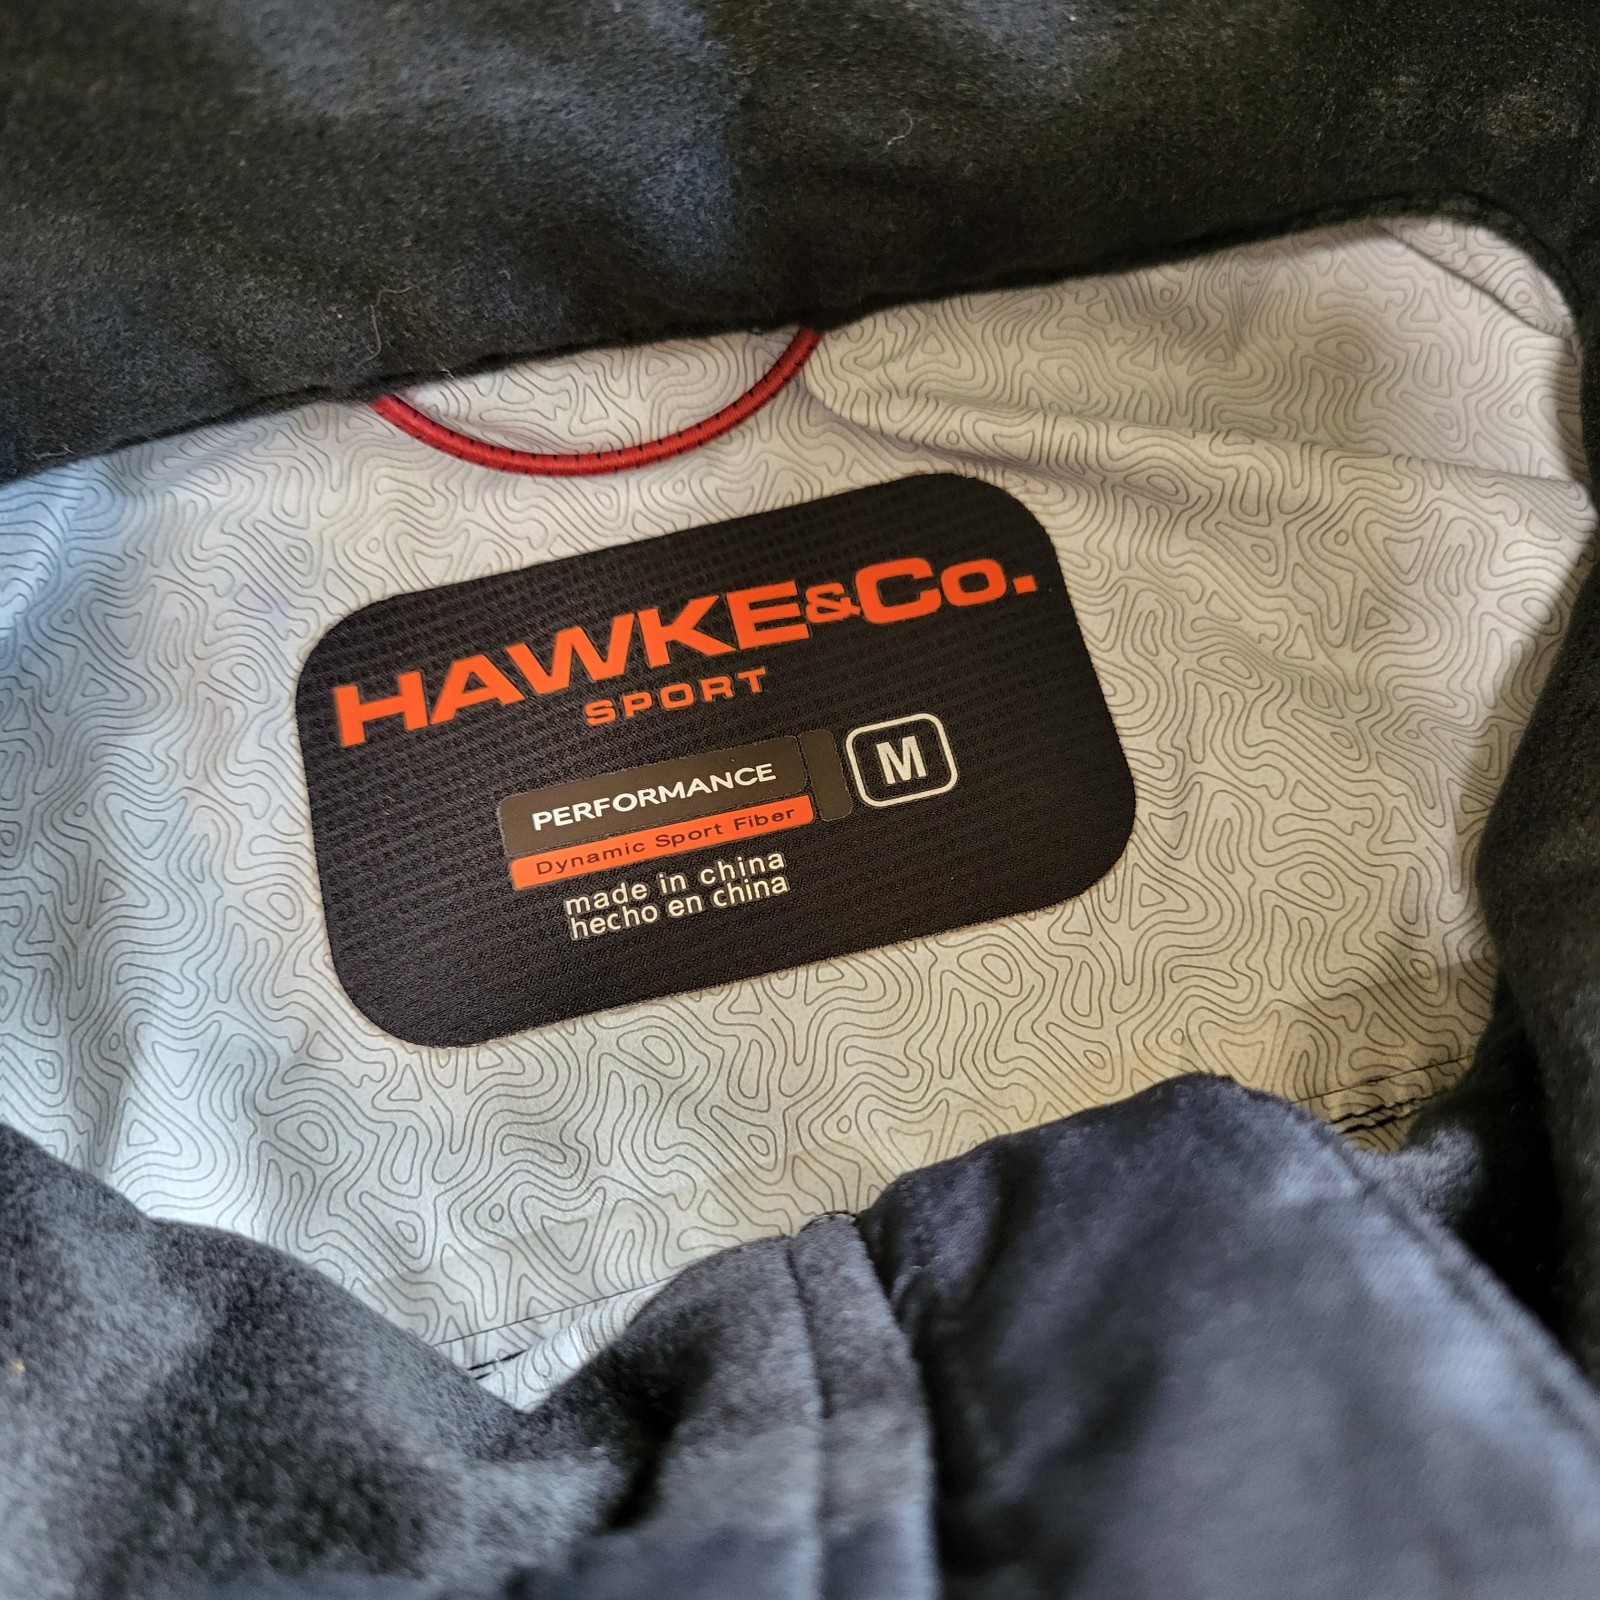 HAWKE&Co.
SPORT
PERFORMANCE
M
Dynamic Sport Fiber
made in china
hecho en china